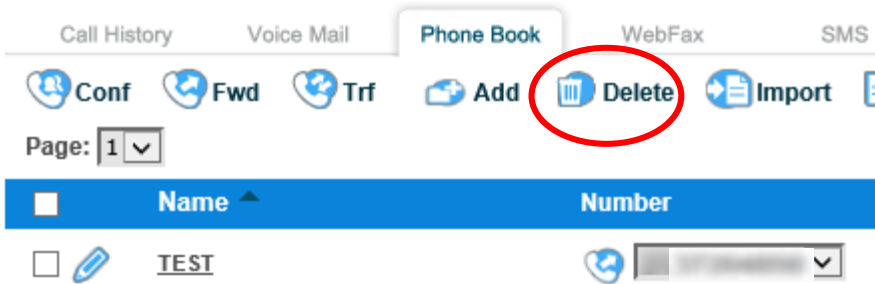 Call History Voice Mail Phone Book WebFax SMS
Conf Fwd Trf Add Delete Import
Page: 1
Name Number
TEST